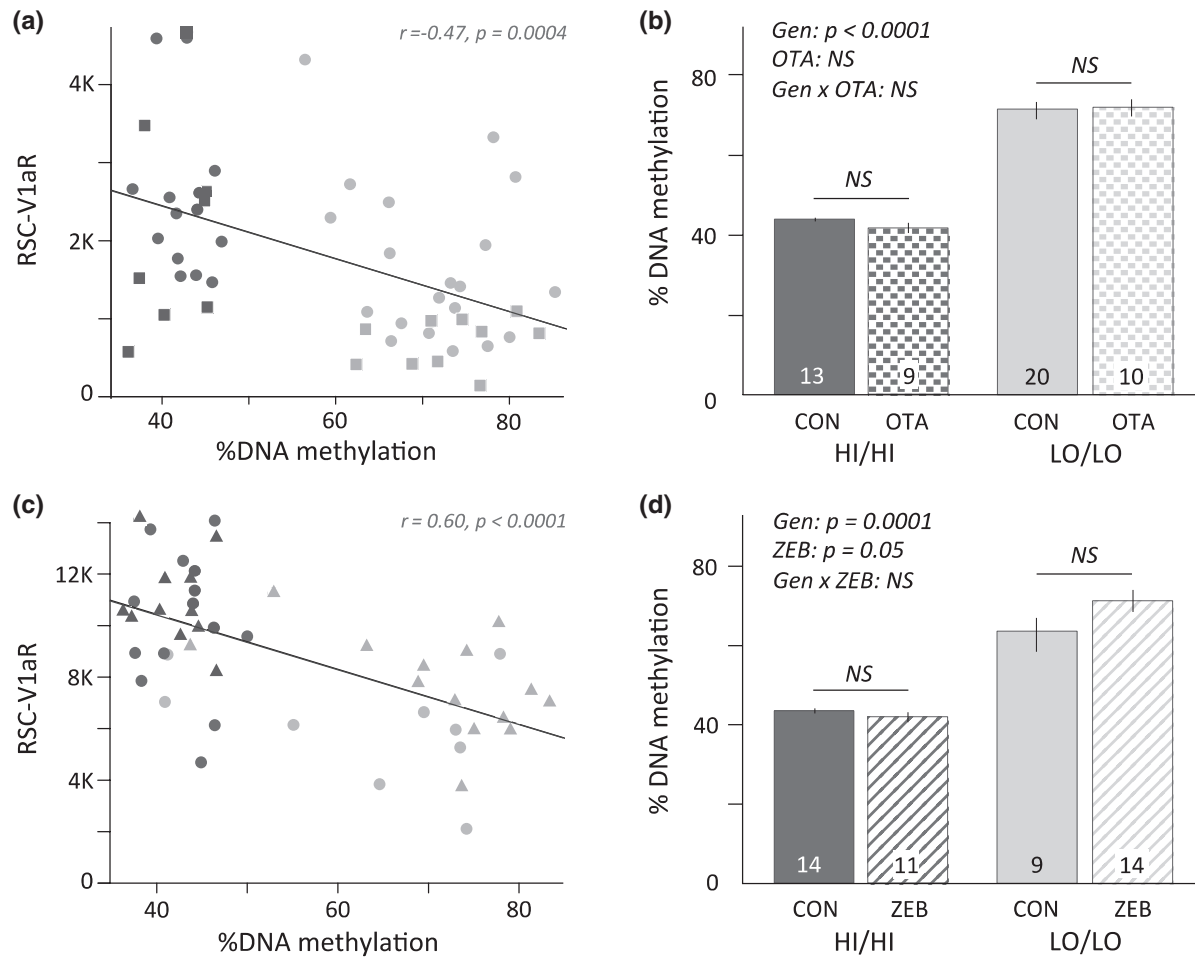 (a)
r =-0.47, p = 0.0004
RSC-V1aR
4K
2K
0
40
60
80
%DNA methylation
(b)
Gen: p < 0.0001
OTA: NS
Gen x OTA: NS
NS
NS
% DNA methylation
80
40
0
13
9
20
10
CON
OTA
CON
OTA
HI/HI
LO/LO
(c)
r = 0.60, p < 0.0001
RSC-V1aR
12K
8K
4K
0
40
60
80
%DNA methylation
(d)
Gen: p = 0.0001
ZEB: p = 0.05
Gen x ZEB: NS
NS
NS
% DNA methylation
80
40
0
14
11
9
14
CON
ZEB
CON
ZEB
HI/HI
LO/LO